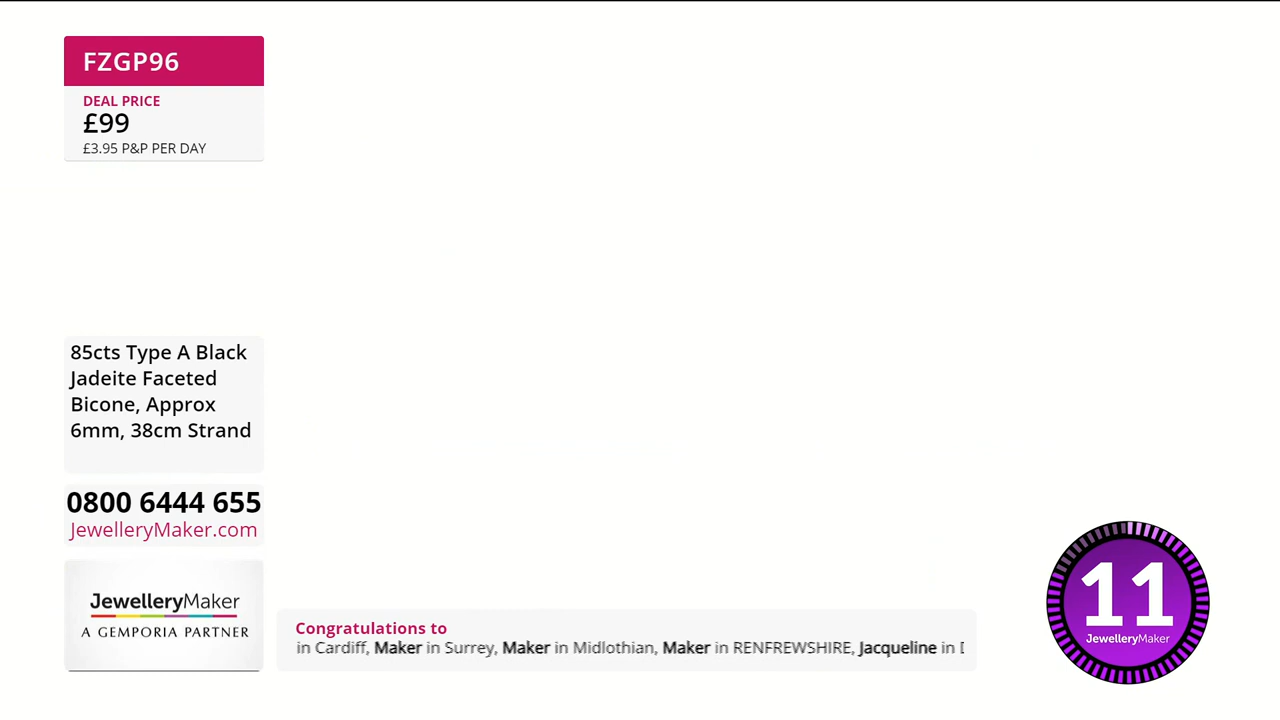 FZGP96
DEAL PRICE
£99
£3.95 P&P PER DAY
85cts Type A Black
Jadeite Faceted
Bicone, Approx
6mm, 38cm Strand
0800 6444 655
JewelleryMaker.com
JewelleryMaker
A GEMPORIA PARTNER
Congratulations to
in Cardiff, Maker in Surrey, Maker in Midlothian, Maker in RENFREWSHIRE, Jacqueline in
11
JewelleryMaker